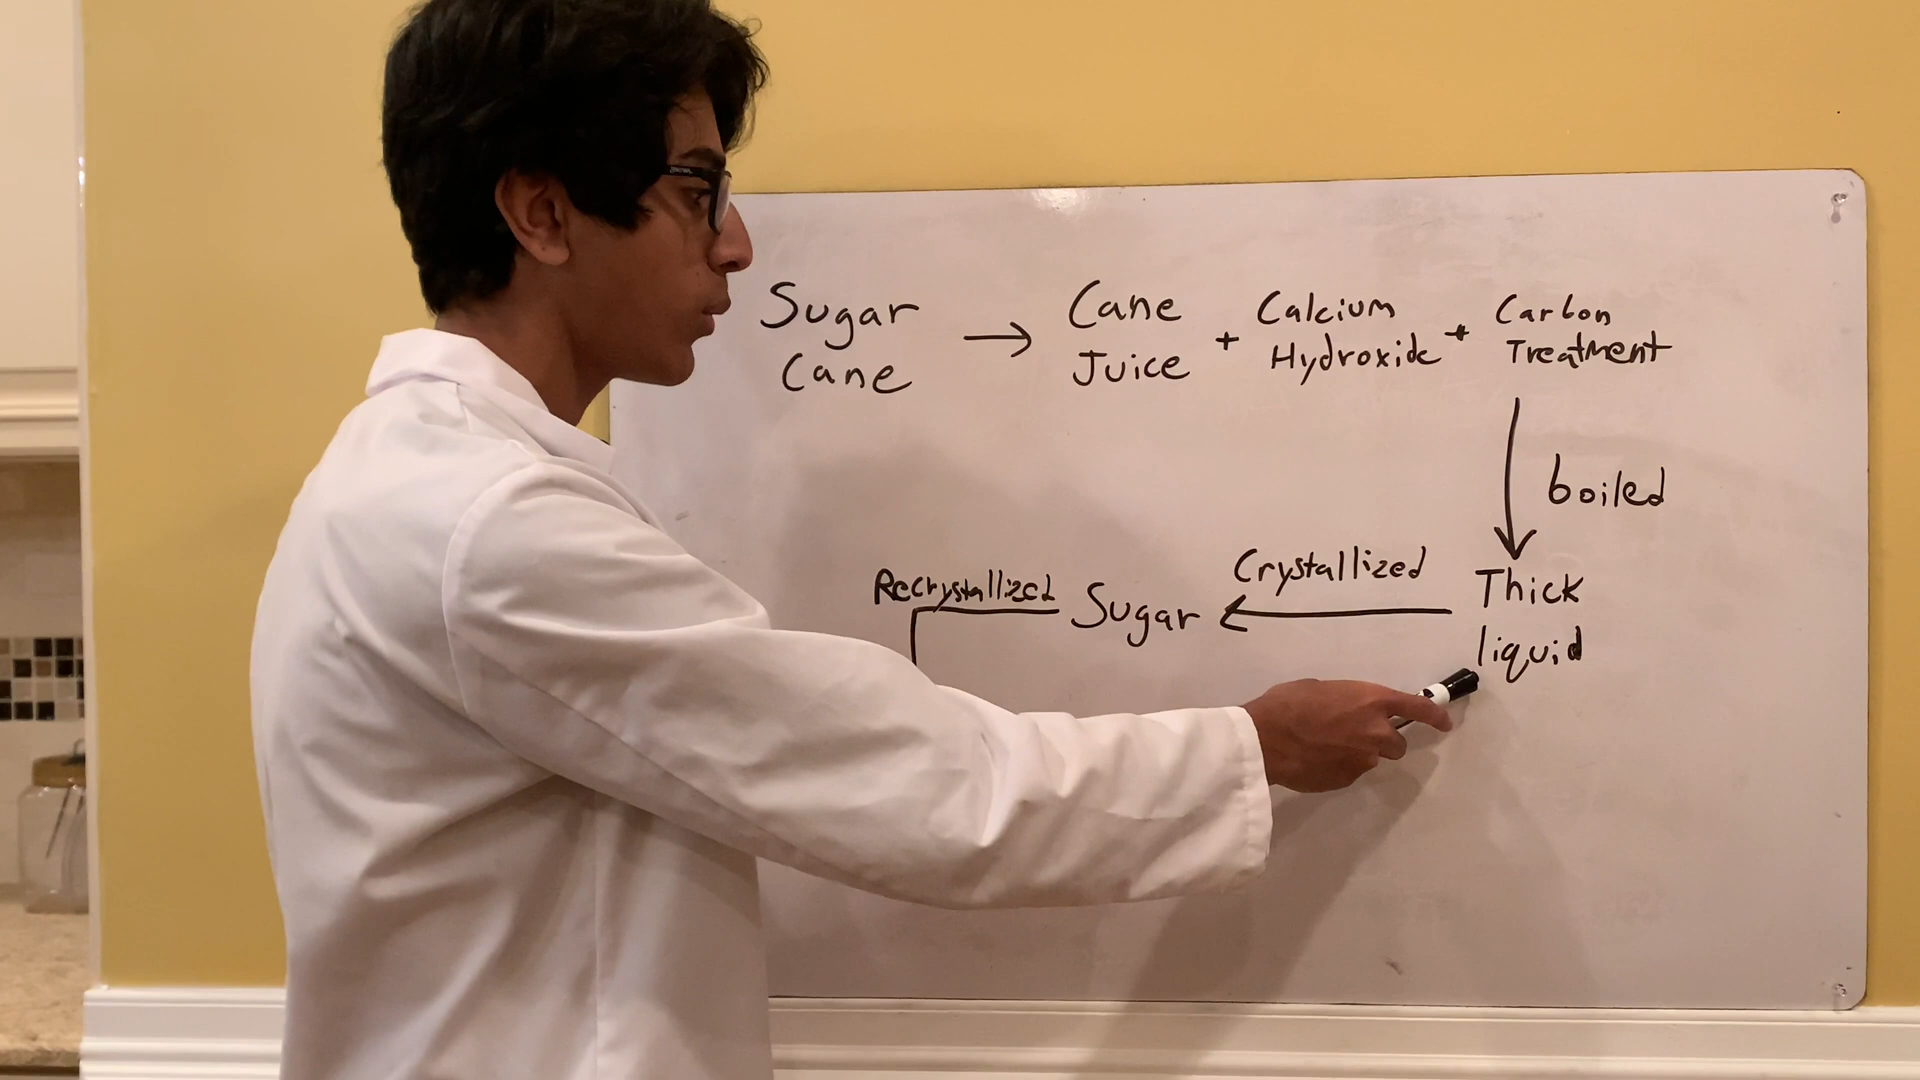 Sugar
Cane
→
Cane
Juice
+
Calcium
Hydroxide
+
Carbon
Treatment
boiled
Thick
liquid
Crystallized
Sugar
Recrystallized